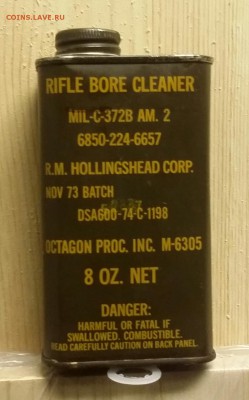 COINS.LAVE.RU
RIFLE BORE CLEANER
MIL-C-372B AM. 2
6850-224-6657
R.M. HOLLINGSHEAD CORP.
NOV 73 BATCH
DSA600-74-C-1198
OCTAGON PROC. INC. M-6305
8 OZ. NET
DANGER:
HARMFUL OR FATAL IF
SWALLOWED. COMBUSTIBLE.
READ CAREFULLY CAUTION ON BACK PANEL.